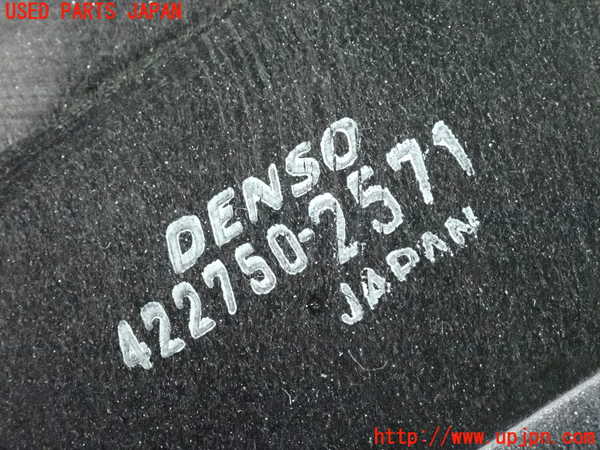 USED PARTS JAPAN
DENSO
422750-2571
JAPAN
http://www.upjpn.com/